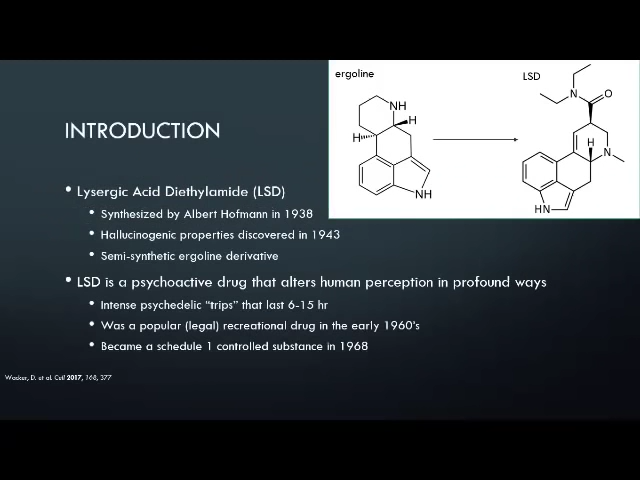 ergoline
LSD
NH
H
H
NH
N
O
H
N
HN
INTRODUCTION
• Lysergic Acid Diethylamide (LSD)
• Synthesized by Albert Hofmann in 1938
• Hallucinogenic properties discovered in 1943
• Semi-synthetic ergoline derivative
• LSD is a psychoactive drug that alters human perception in profound ways
• Intense psychedelic “trips” that last 6-15 hr
• Was a popular (legal) recreational drug in the early 1960’s
• Became a schedule 1 controlled substance in 1968
Wacker, D. et al. Cell 2017, 168, 377